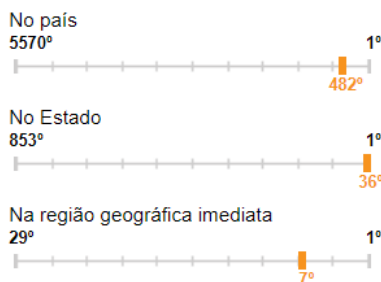 No país
5570º 1º
482º
No Estado
853º 1º
36º
Na região geográfica imediata
29º 1º
7º